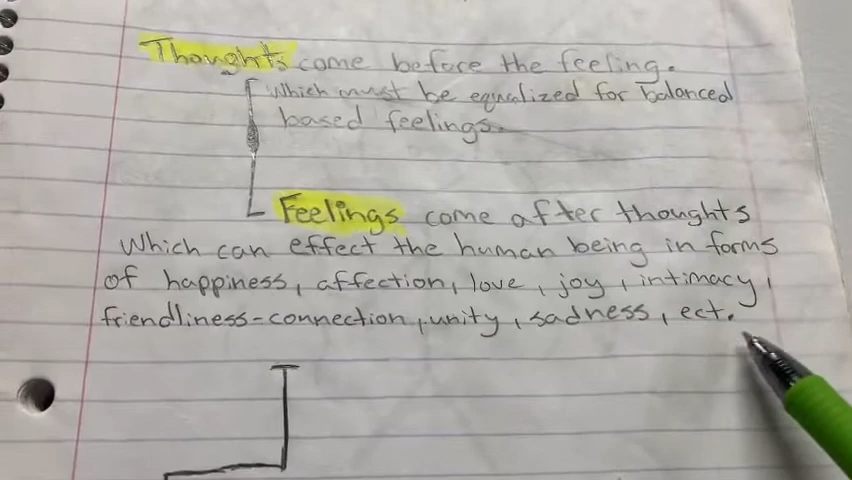 Thoughts come before the feeling.
Which must be equalized for balanced
based feelings.
Feelings come after thoughts
Which can effect the human being in forms
of happiness, affection, love, joy, intimacy,
friendliness-connection, unity, sadness, ect.